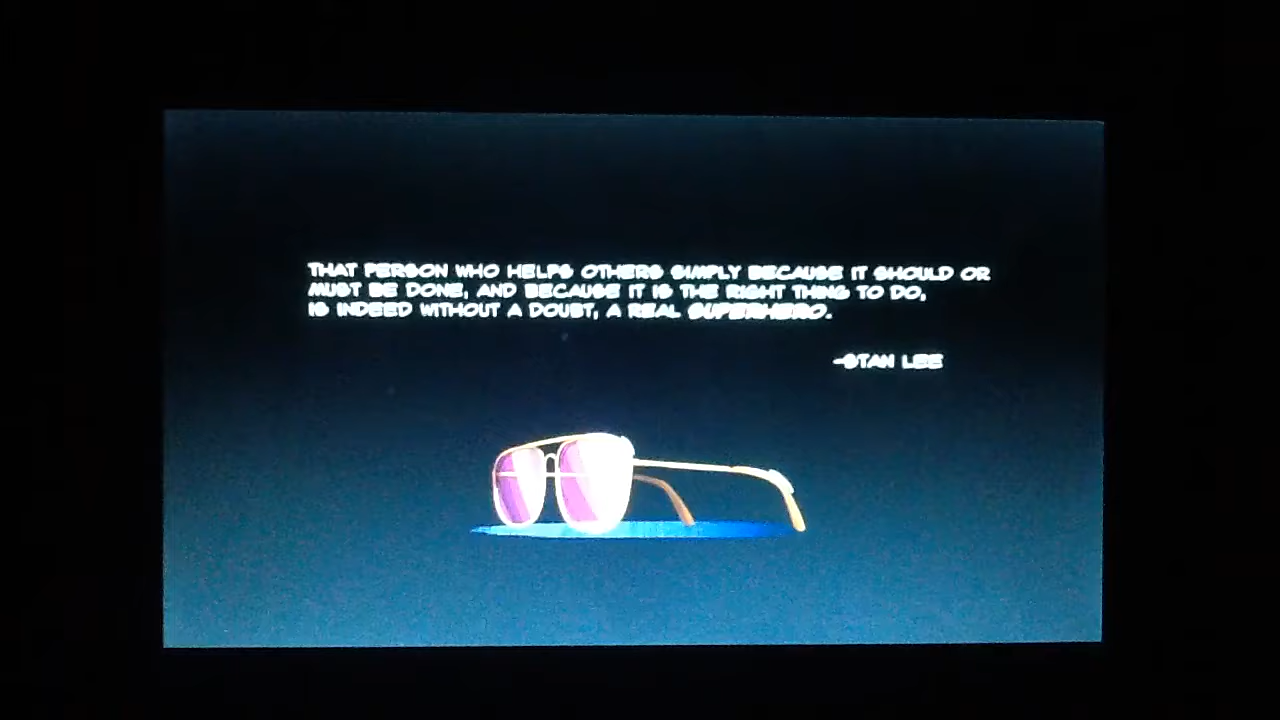 THAT PERSON WHO HELPS OTHERS SIMPLY BECAUSE IT SHOULD OR
MUST BE DONE, AND BECAUSE IT IS THE RIGHT THING TO DO,
IS INDEED WITHOUT A DOUBT, A REAL SUPERHERO.
-STAN LEE